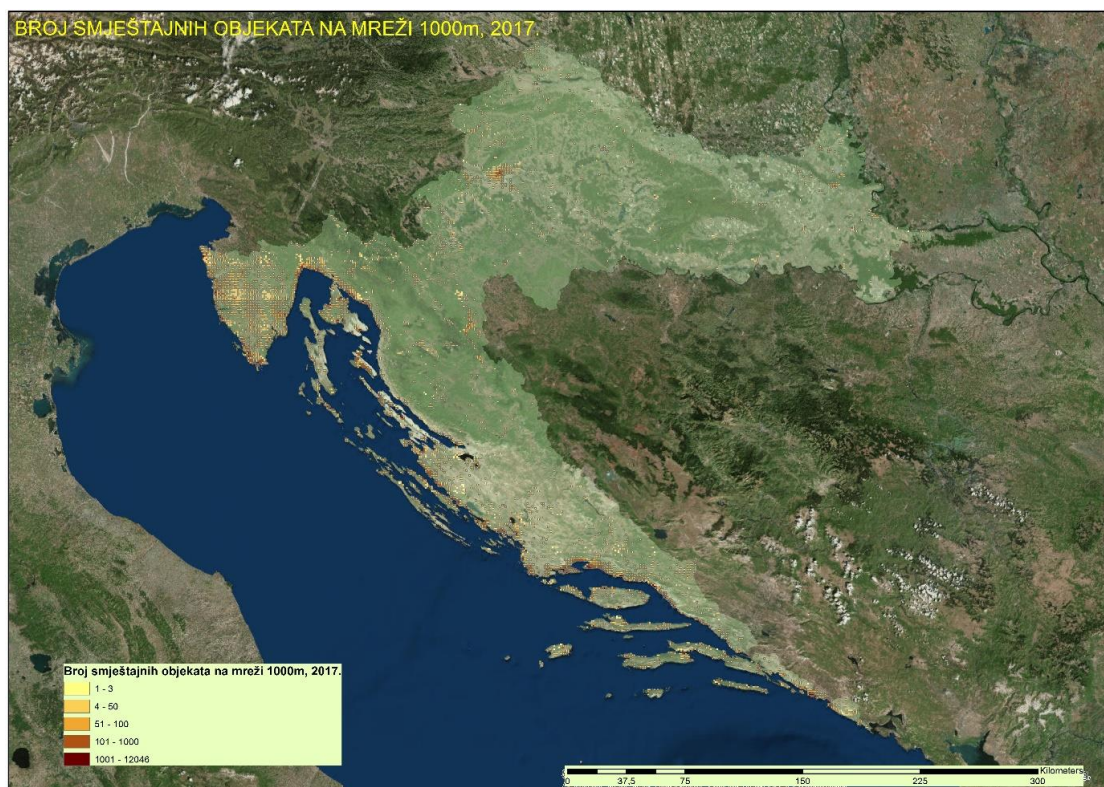 BROJ SMJEŠTAJNIH OBJEKATA NA MREŽI 1000m, 2017.
Broj smještajnih objekata na mreži 1000m, 2017.
1 - 3
4 - 50
51 - 100
101 - 1000
1001 - 12046
Kilometers
0 37,5 75 150 225 300